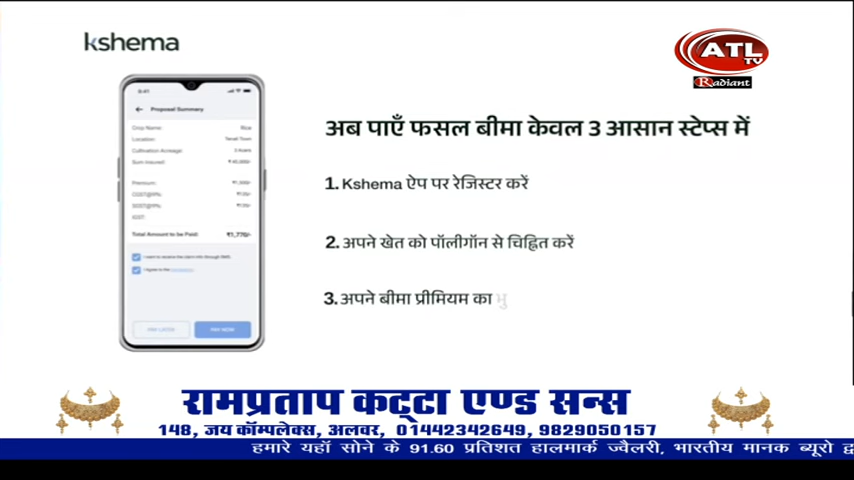 kshema
ATL
TV
Radiant
Proposal Summary
Crop Name: Rice
Location:
Cultivation Acreage:
Sum Insured:
Premium:
Total Amount to be Paid: ₹1,770/-
PAY LATER PAY NOW
अब पाएँ फसल बीमा केवल 3 आसान स्टेप्स में
1. Kshema ऐप पर रेजिस्टर करें
2. अपने खेत को पॉलीगॉन से चिह्नित करें
3. अपने बीमा प्रीमियम का भु
रामप्रताप कट्टा एण्ड सन्स
148, जय कॉम्पलेक्स, अलवर, 01442342649, 9829050157
हमारे यहॉ सोने के 91.60 प्रतिशत हालमार्क ज्वैलरी, भारतीय मानक ब्यूरो द्व